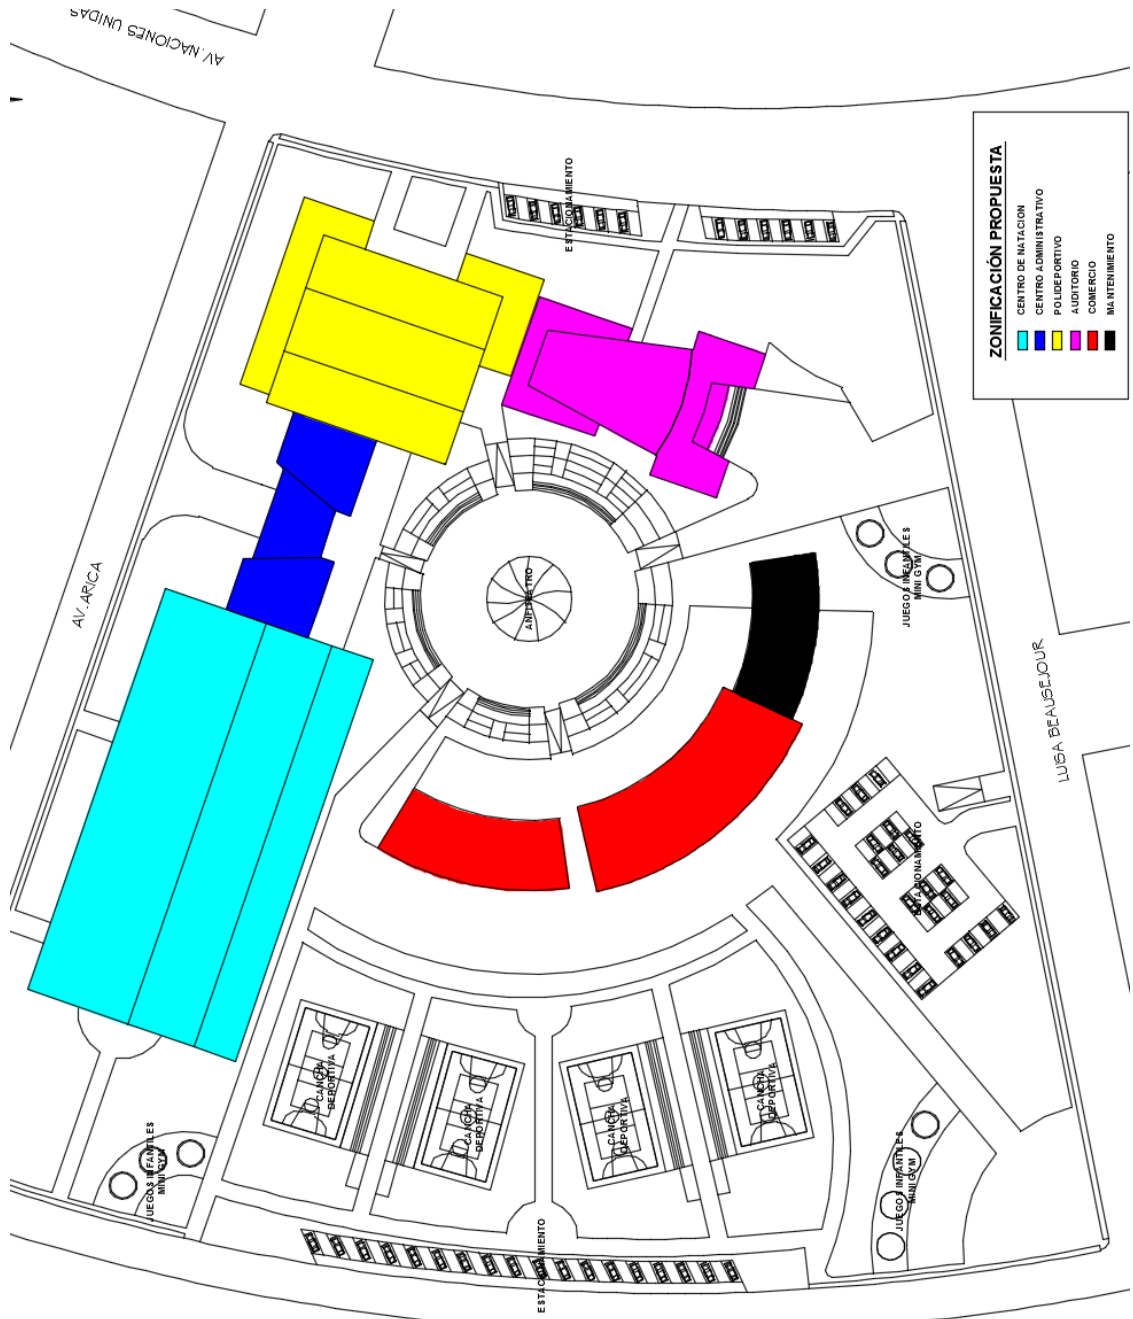 AV. NACIONES UNIDAS
ESTACIONAMIENTO
ZONIFICACIÓN PROPUESTA
CENTRO DE NATACION
CENTRO ADMINISTRATIVO
POLIDEPORTIVO
AUDITORIO
COMERCIO
MANTENIMIENTO
AV. ARICA
ANFITEATRO
JUEGOS INFANTILES
MINI GYM
LUISA BEAUSEJOUR
ESTACIONAMIENTO
CANCHA
DEPORTIVA
CANCHA
DEPORTIVA
CANCHA
DEPORTIVA
CANCHA
DEPORTIVA
JUEGOS INFANTILES
MINI GYM
JUEGOS INFANTILES
MINI GYM
ESTACIONAMIENTO